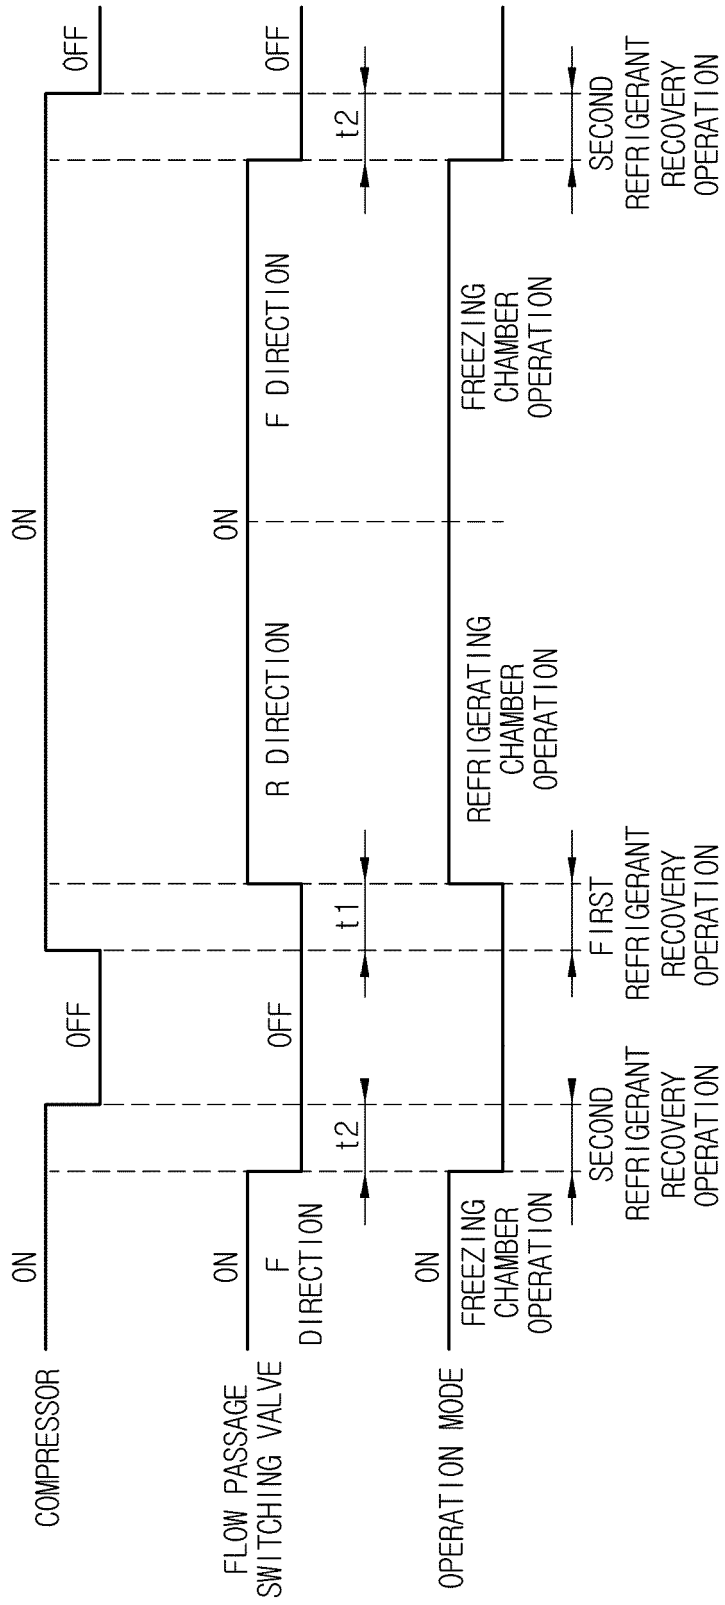 COMPRESSOR
ON
OFF
ON
OFF
FLOW PASSAGE
SWITCHING VALVE
ON
F
DIRECTION
OFF
R DIRECTION
ON
F DIRECTION
OFF
t2
t1
t2
OPERATION MODE
ON
FREEZING
CHAMBER
OPERATION
REFRIGERATING
CHAMBER
OPERATION
FREEZING
CHAMBER
OPERATION
SECOND
REFRIGERANT
RECOVERY
OPERATION
FIRST
REFRIGERANT
RECOVERY
OPERATION
SECOND
REFRIGERANT
RECOVERY
OPERATION